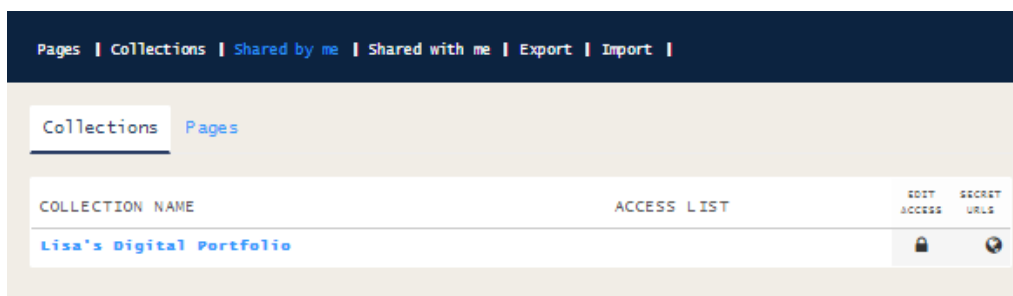 Pages | Collections | Shared by me | Shared with me | Export | Import |
Collections Pages
COLLECTION NAME ACCESS LIST EDIT ACCESS SECRET URLS
Lisa's Digital Portfolio